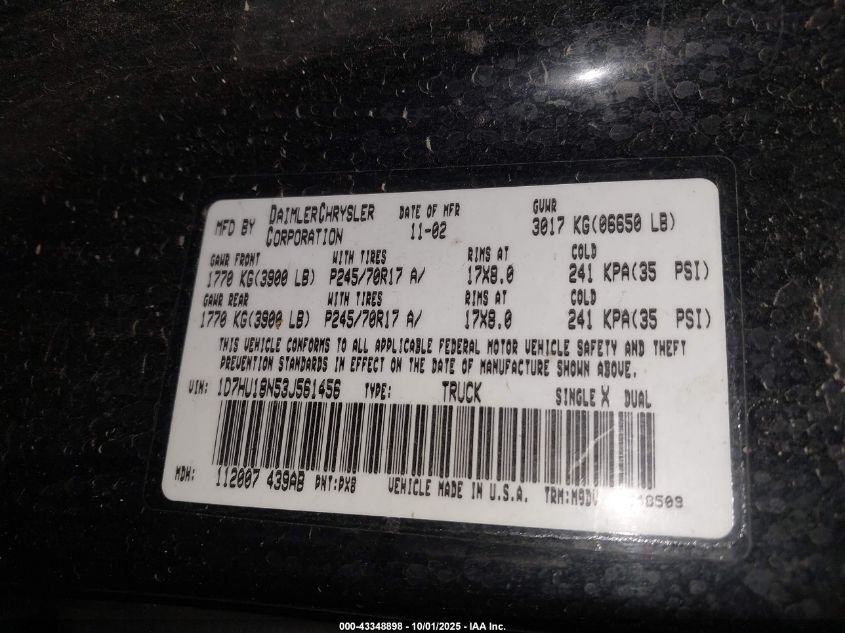 MFD BY DAIMLERCHRYSLER CORPORATION DATE OF MFR 11-02 GVWR 3017 KG(06650 LB)
GAWR FRONT WITH TIRES RIMS AT COLD
1770 KG(3900 LB) P245/70R17 A/ 17X8.0 241 KPA(35 PSI)
GAWR REAR WITH TIRES RIMS AT COLD
1770 KG(3900 LB) P245/70R17 A/ 17X8.0 241 KPA(35 PSI)
THIS VEHICLE CONFORMS TO ALL APPLICABLE FEDERAL MOTOR VEHICLE SAFETY AND THEFT
PREVENTION STANDARDS IN EFFECT ON THE DATE OF MANUFACTURE SHOWN ABOVE.
VIN: 1D7HU18N53J561456 TYPE: TRUCK SINGLE X DUAL
MDH: 112007 439AB PNT:PX8 VEHICLE MADE IN U.S.A. TRM:M9DV
000-43348898 - 10/01/2025 - IAA Inc.